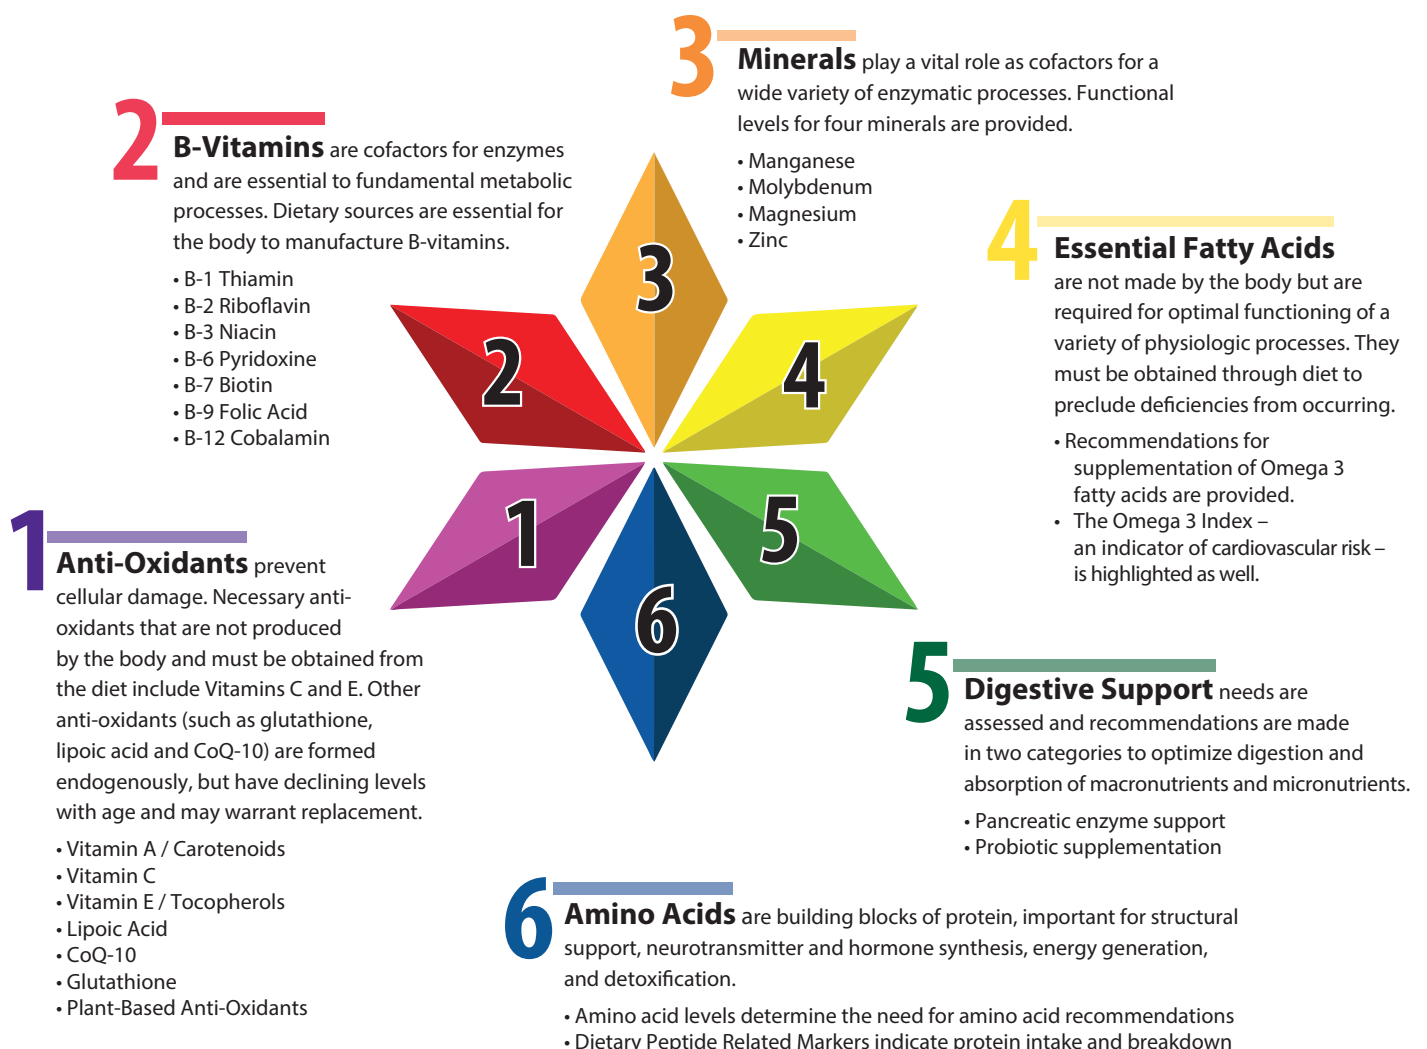 1
Anti-Oxidants prevent
cellular damage. Necessary anti-
oxidants that are not produced
by the body and must be obtained from
the diet include Vitamins C and E. Other
anti-oxidants (such as glutathione,
lipoic acid and CoQ-10) are formed
endogenously, but have declining levels
with age and may warrant replacement.
• Vitamin A / Carotenoids
• Vitamin C
• Vitamin E / Tocopherols
• Lipoic Acid
• CoQ-10
• Glutathione
• Plant-Based Anti-Oxidants
2
B-Vitamins are cofactors for enzymes
and are essential to fundamental metabolic
processes. Dietary sources are essential for
the body to manufacture B-vitamins.
• B-1 Thiamin
• B-2 Riboflavin
• B-3 Niacin
• B-6 Pyridoxine
• B-7 Biotin
• B-9 Folic Acid
• B-12 Cobalamin
3
Minerals play a vital role as cofactors for a
wide variety of enzymatic processes. Functional
levels for four minerals are provided.
• Manganese
• Molybdenum
• Magnesium
• Zinc
4
Essential Fatty Acids
are not made by the body but are
required for optimal functioning of a
variety of physiologic processes. They
must be obtained through diet to
preclude deficiencies from occurring.
• Recommendations for
supplementation of Omega 3
fatty acids are provided.
• The Omega 3 Index –
an indicator of cardiovascular risk –
is highlighted as well.
5
Digestive Support needs are
assessed and recommendations are made
in two categories to optimize digestion and
absorption of macronutrients and micronutrients.
• Pancreatic enzyme support
• Probiotic supplementation
6
Amino Acids are building blocks of protein, important for structural
support, neurotransmitter and hormone synthesis, energy generation,
and detoxification.
• Amino acid levels determine the need for amino acid recommendations
• Dietary Peptide Related Markers indicate protein intake and breakdown
1
2
3
4
5
6